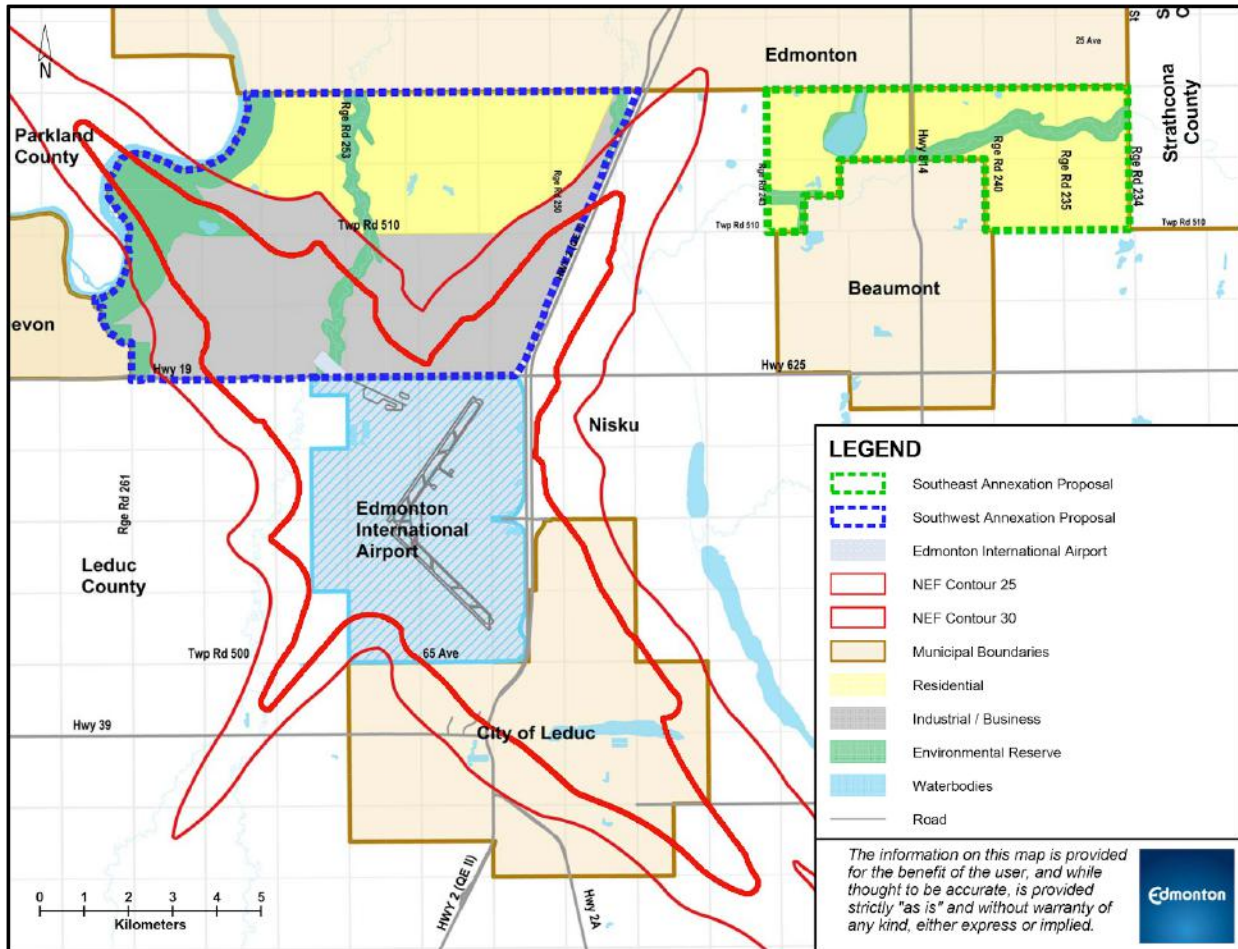 25 Ave
St
S
C
Edmonton
N
Strathcona
County
Parkland
County
Rge Rd 253
Hwy 814
Rge Rd 240
Rge Rd 235
Rge Rd 234
Rge Rd 243
Rge Rd 250
Twp Rd 510
Twp Rd 510
Twp Rd 510
Beaumont
evon
Hwy 19
Hwy 625
Nisku
Rge Rd 261
Edmonton
International
Airport
Leduc
County
Twp Rd 500
65 Ave
Hwy 39
City of Leduc
HWY 2 (QE II)
Hwy 2A
0 1 2 3 4 5
Kilometers
LEGEND
Southeast Annexation Proposal
Southwest Annexation Proposal
Edmonton International Airport
NEF Contour 25
NEF Contour 30
Municipal Boundaries
Residential
Industrial / Business
Environmental Reserve
Waterbodies
Road
The information on this map is provided
for the benefit of the user, and while
thought to be accurate, is provided
strictly "as is" and without warranty of
any kind, either express or implied.
Edmonton